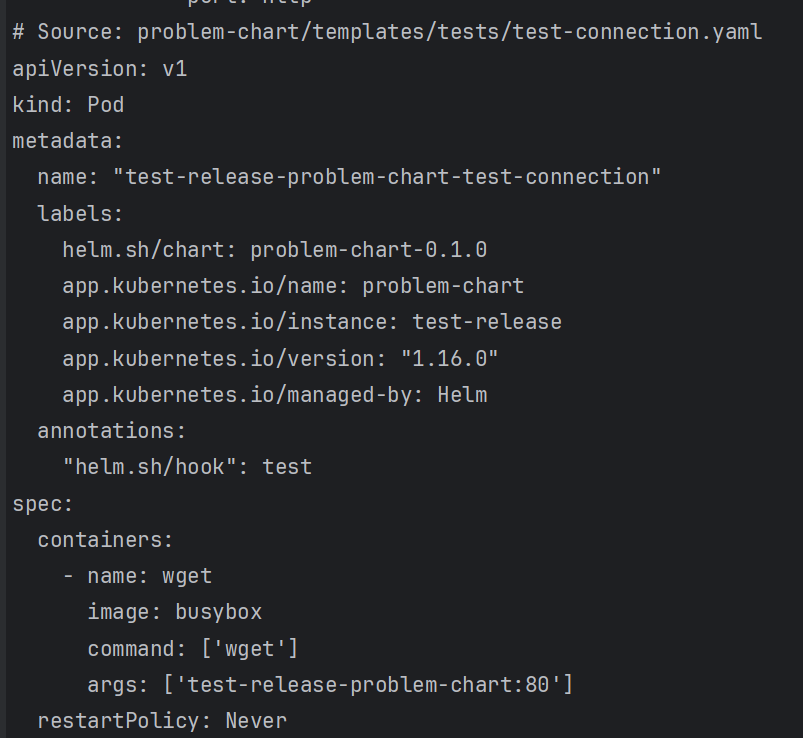 port: http
# Source: problem-chart/templates/tests/test-connection.yaml
apiVersion: v1
kind: Pod
metadata:
  name: "test-release-problem-chart-test-connection"
  labels:
    helm.sh/chart: problem-chart-0.1.0
    app.kubernetes.io/name: problem-chart
    app.kubernetes.io/instance: test-release
    app.kubernetes.io/version: "1.16.0"
    app.kubernetes.io/managed-by: Helm
  annotations:
    "helm.sh/hook": test
spec:
  containers:
    - name: wget
      image: busybox
      command: ['wget']
      args: ['test-release-problem-chart:80']
  restartPolicy: Never